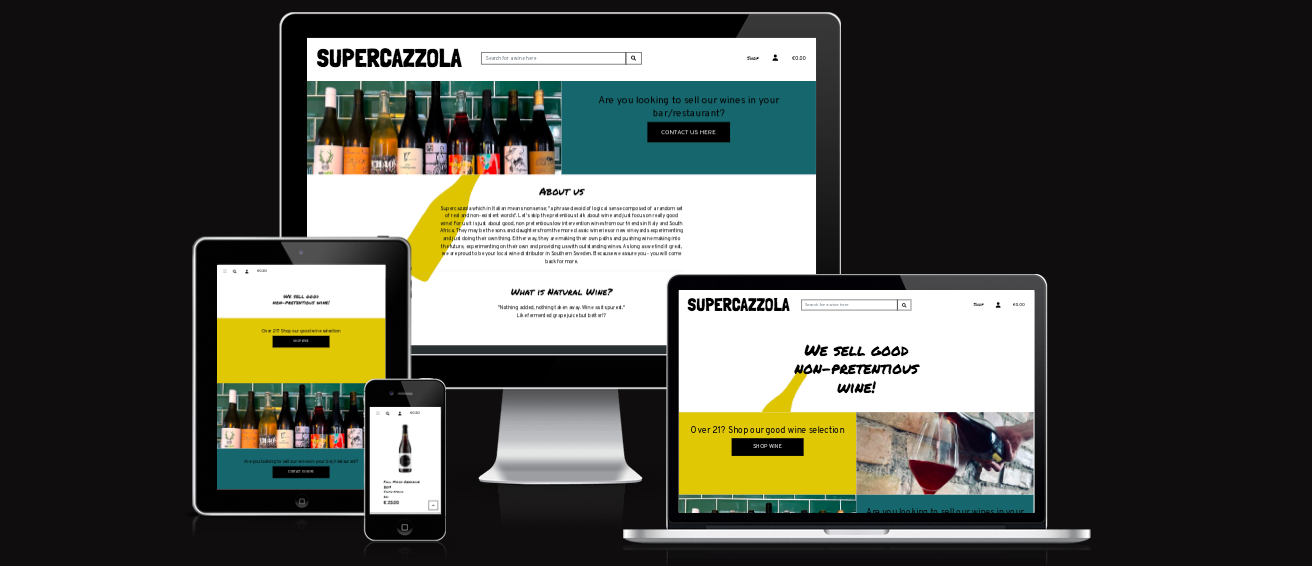 SUPERCAZZOLA
Search for a wine here
Shop
€0.00
Are you looking to sell our wines in your
bar/restaurant?
CONTACT US HERE
About us
Supercazzola which in Italian means nonsense; "a phrase devoid of logical sense composed of a random set
of real and non-existent words". Let's skip the pretentious talk about wine and just focus on really good
wine! For us it is just about good, non pretentious low intervention wines from our friends in Italy and South
Africa. They may be the sons and daughters from the more classic wineries or new vineyards experimenting
and just doing their own thing. Either way, they are making their own paths and pushing wine making into
the future, experimenting on their own and providing us with outstanding wines. As long as we find it great,
we are proud to be your local wine distributor in Southern Sweden. Because we assure you - you will come
back for more.
What is Natural Wine?
"Nothing added, nothing taken away. Wine as it is purest."
Like fermented grape juice but better!?
€0.00
We sell good
non-pretentious wine!
Over 21? Shop our good wine selection
SHOP WINE
Are you looking to sell our wines in your bar/restaurant?
CONTACT US HERE
€0.00
Full Moon Reserve
2019
€
SUPERCAZZOLA
Search for a wine here
Shop
€0.00
We sell good
non-pretentious
wine!
Over 21? Shop our good wine selection
SHOP WINE
Are you looking to sell our wines in your